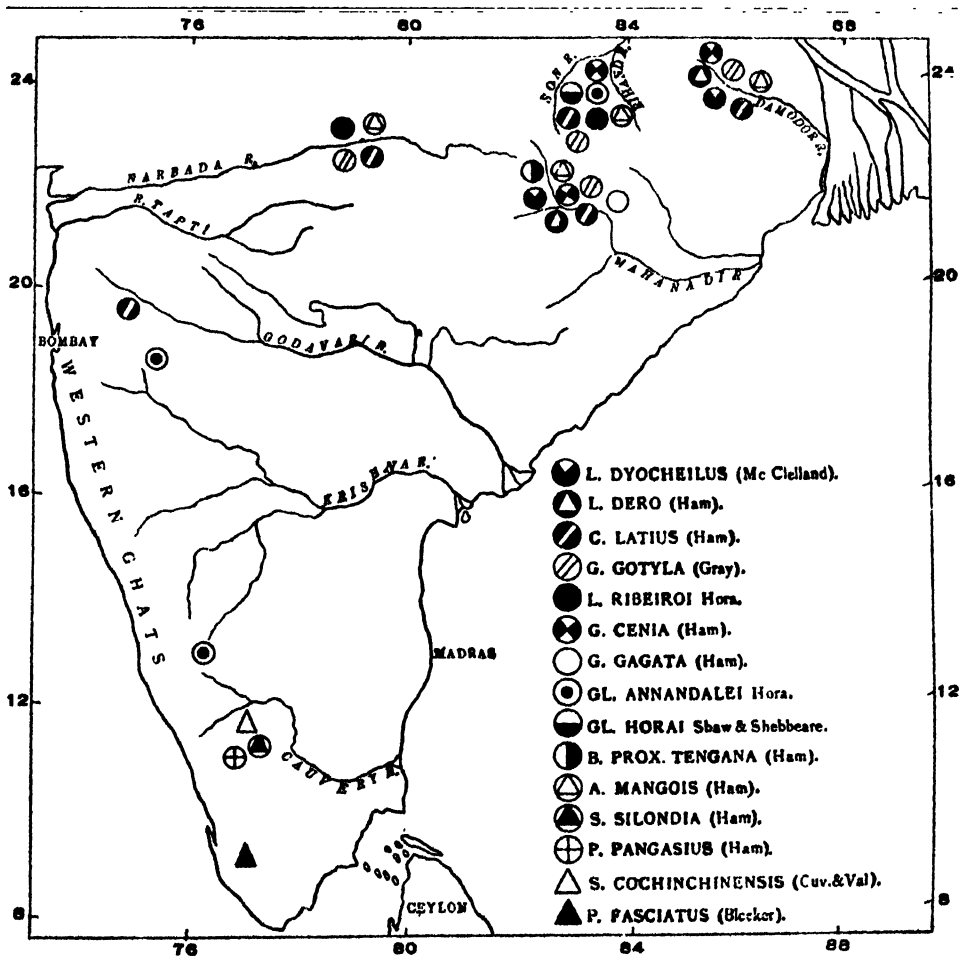 76 80 84 88
24 24
SON R.
RHED R.
DAMODOR R.
NARBADA R.
R. TAPTI
MAHANADI R
20 20
BOMBAY
GODAVARI R.
WESTERN GHATS
KRISHNA R.
16 16
L. DYOCHEILUS (Mc Clelland).
L. DERO (Ham).
C. LATIUS (Ham).
G. GOTYLA (Gray).
L. RIBEIROI Hora.
G. CENIA (Ham).
G. GAGATA (Ham).
GL. ANNANDALEI Hora.
GL. HORAI Shaw & Shebbeare.
B. PROX. TENGANA (Ham).
A. MANGOIS (Ham).
S. SILONDIA (Ham).
P. PANGASIUS (Ham).
S. COCHINCHINENSIS (Cuv.&Val).
P. FASCIATUS (Bleeker).
MADRAS
12 12
CAUVERY R.
CEYLON
8 8
76 80 84 88